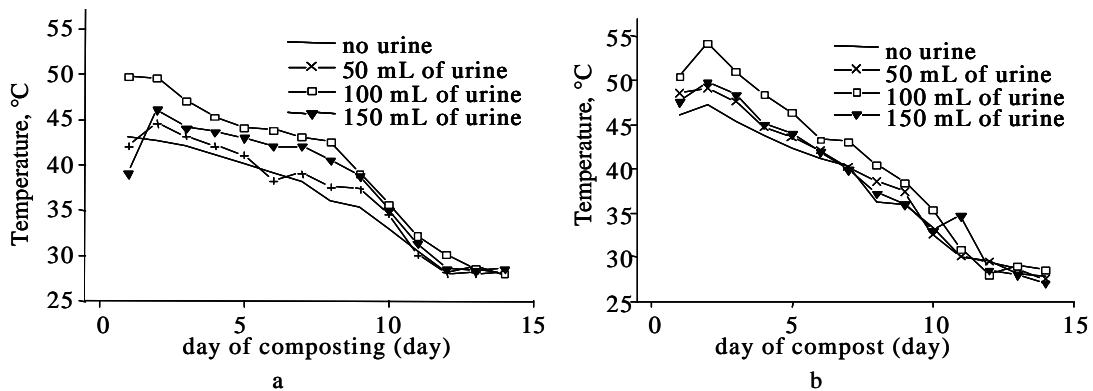 55
50
45
40
35
30
25
Temperature, °C
no urine
50 mL of urine
100 mL of urine
150 mL of urine
0 5 10 15
day of composting (day)
a
55
50
45
40
35
30
25
Temperature, °C
no urine
50 mL of urine
100 mL of urine
150 mL of urine
0 5 10 15
day of compost (day)
b